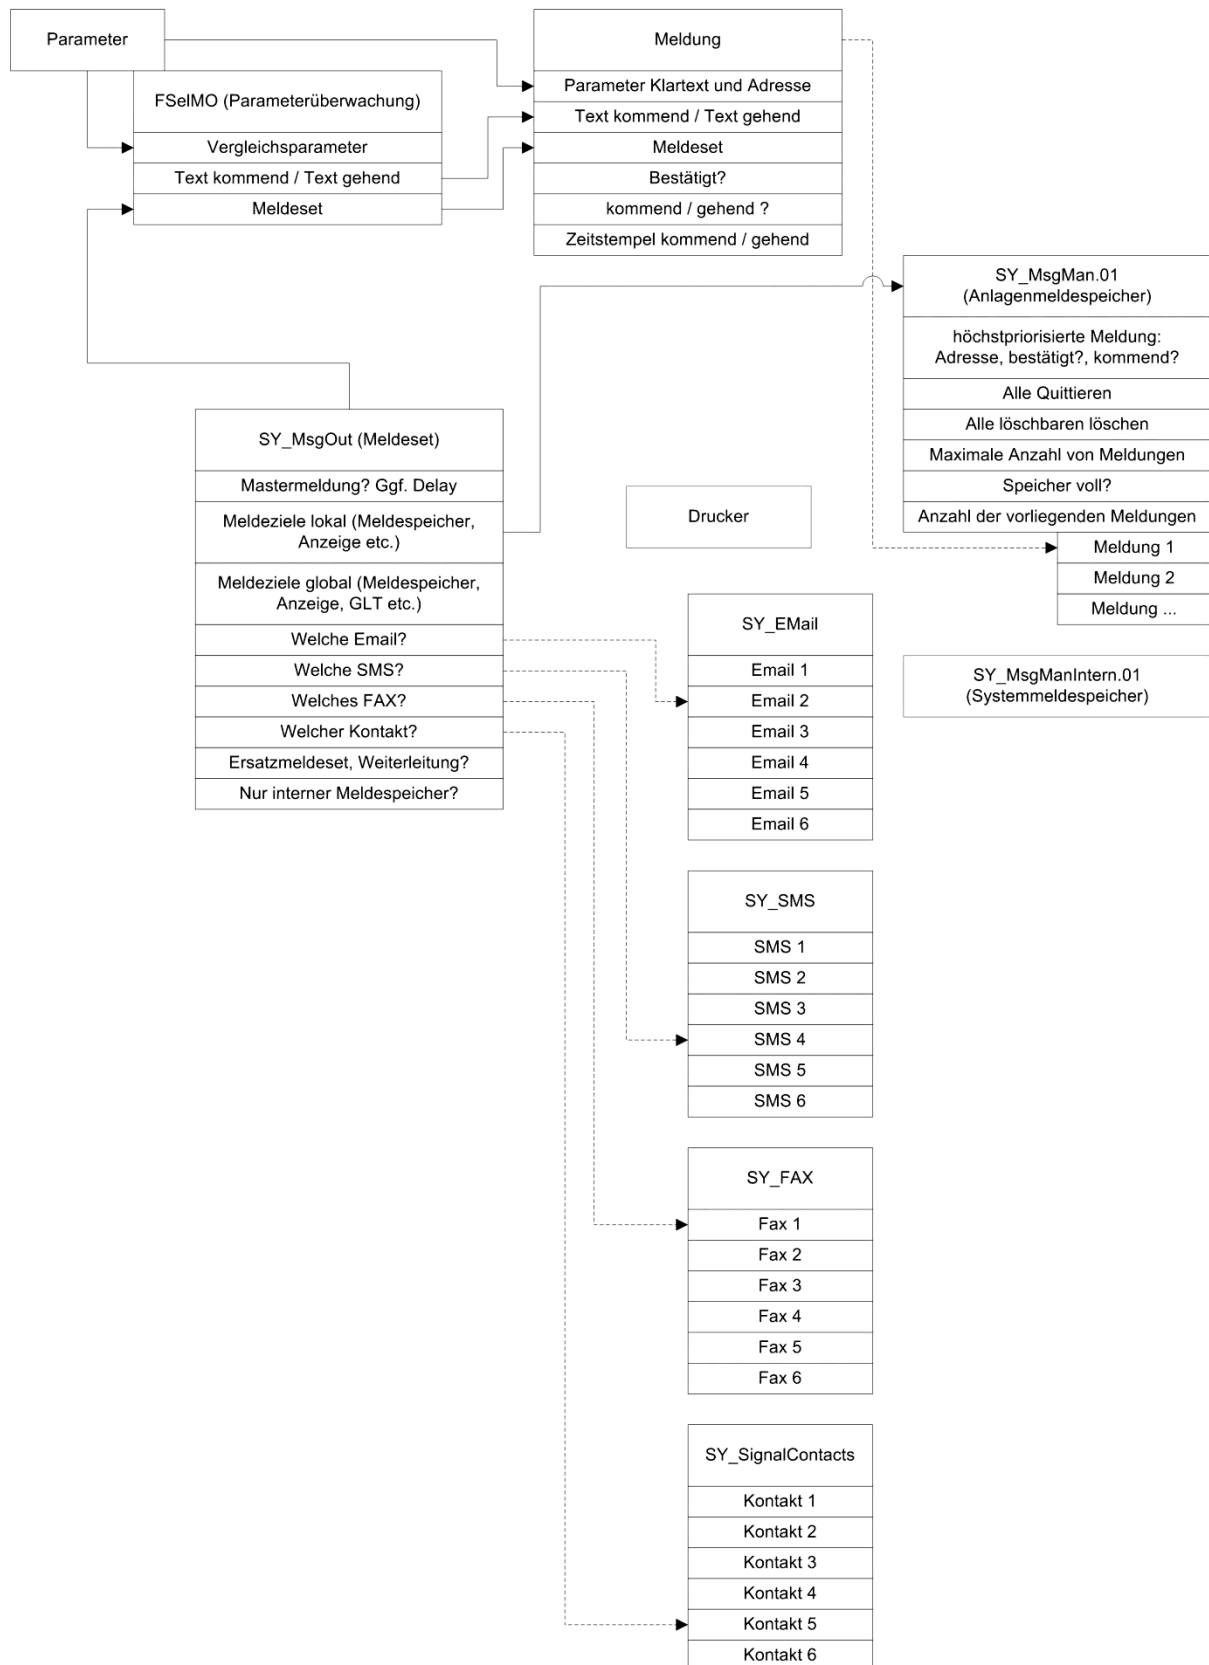 Parameter
FSelMO (Parameterüberwachung)
Vergleichsparameter
Text kommend / Text gehend
Meldeset
Meldung
Parameter Klartext und Adresse
Text kommend / Text gehend
Meldeset
Bestätigt?
kommend / gehend ?
Zeitstempel kommend / gehend
SY_MsgMan.01
(Anlagenmeldespeicher)
höchstpriorisierte Meldung:
Adresse, bestätigt?, kommend?
Alle Quittieren
Alle löschbaren löschen
Maximale Anzahl von Meldungen
Speicher voll?
Anzahl der vorliegenden Meldungen
Meldung 1
Meldung 2
Meldung ...
SY_MsgOut (Meldeset)
Mastermeldung? Ggf. Delay
Meldeziele lokal (Meldespeicher,
Anzeige etc.)
Meldeziele global (Meldespeicher,
Anzeige, GLT etc.)
Welche Email?
Welche SMS?
Welches FAX?
Welcher Kontakt?
Ersatzmeldeset, Weiterleitung?
Nur interner Meldespeicher?
Drucker
SY_EMail
Email 1
Email 2
Email 3
Email 4
Email 5
Email 6
SY_MsgManIntern.01
(Systemmeldespeicher)
SY_SMS
SMS 1
SMS 2
SMS 3
SMS 4
SMS 5
SMS 6
SY_FAX
Fax 1
Fax 2
Fax 3
Fax 4
Fax 5
Fax 6
SY_SignalContacts
Kontakt 1
Kontakt 2
Kontakt 3
Kontakt 4
Kontakt 5
Kontakt 6